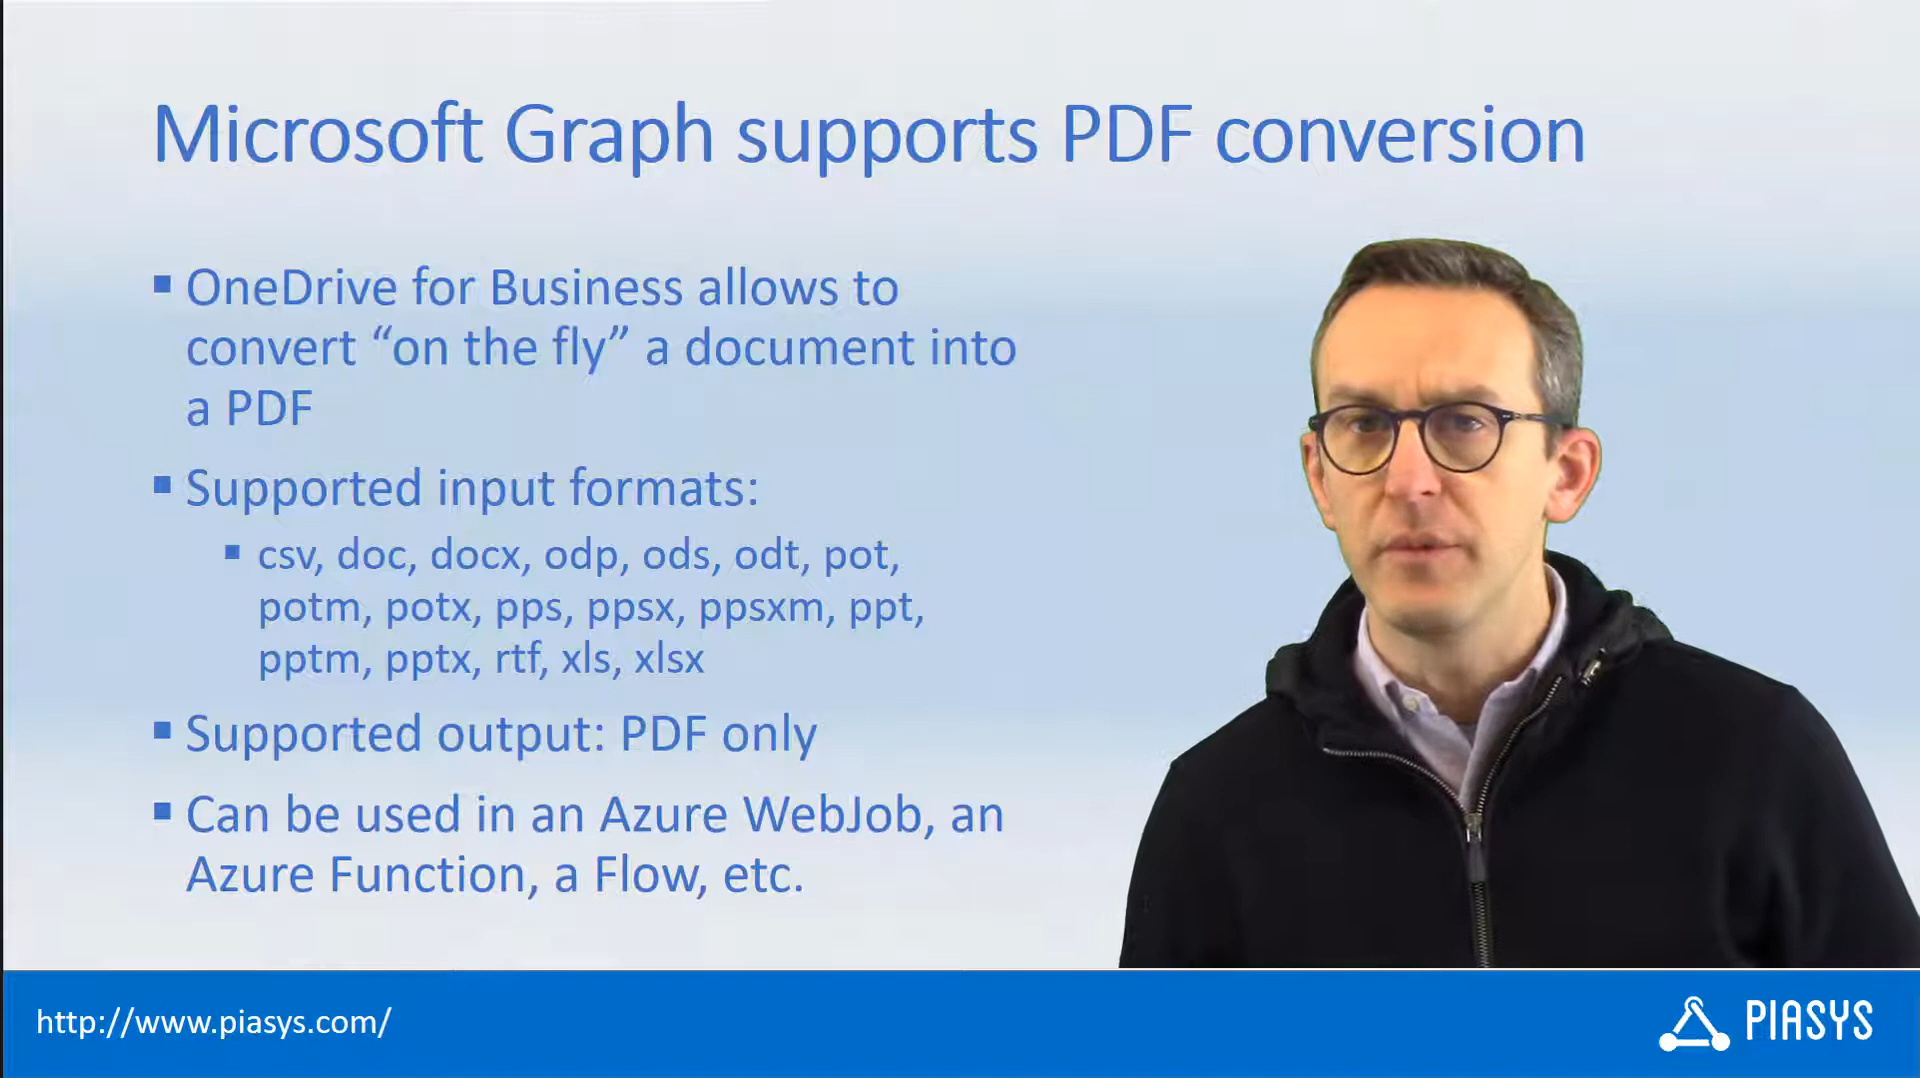 Microsoft Graph supports PDF conversion
▪ OneDrive for Business allows to
convert “on the fly” a document into
a PDF
▪ Supported input formats:
▪ csv, doc, docx, odp, ods, odt, pot,
potm, potx, pps, ppsx, ppsxm, ppt,
pptm, pptx, rtf, xls, xlsx
▪ Supported output: PDF only
▪ Can be used in an Azure WebJob, an
Azure Function, a Flow, etc.
http://www.piasys.com/
PIASYS